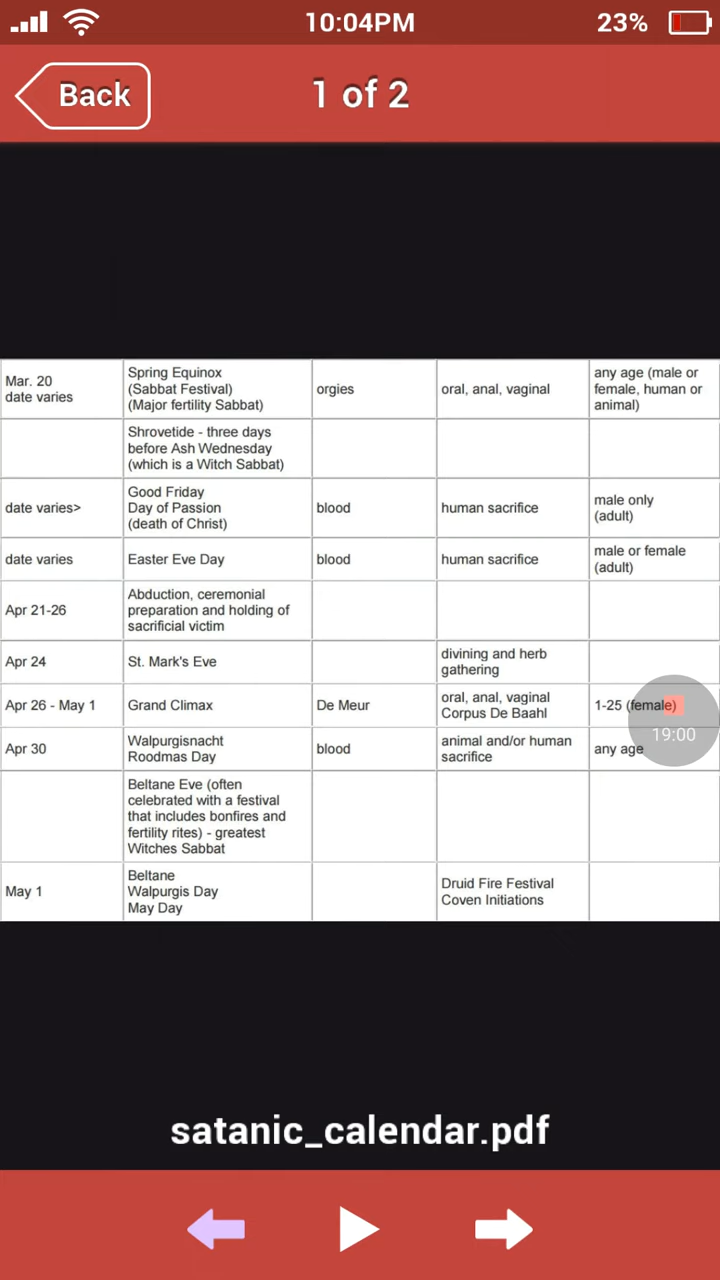 10:04PM
23%
Back
1 of 2
Mar. 20
date varies
Spring Equinox
(Sabbat Festival)
(Major fertility Sabbat)
orgies
oral, anal, vaginal
any age (male or
female, human or
animal)
Shrovetide - three days
before Ash Wednesday
(which is a Witch Sabbat)
date varies>
Good Friday
Day of Passion
(death of Christ)
blood
human sacrifice
male only
(adult)
date varies
Easter Eve Day
blood
human sacrifice
male or female
(adult)
Apr 21-26
Abduction, ceremonial
preparation and holding of
sacrificial victim
Apr 24
St. Mark's Eve
divining and herb
gathering
Apr 26 - May 1
Grand Climax
De Meur
oral, anal, vaginal
Corpus De Baahl
1-25 (female)
19:00
Apr 30
Walpurgisnacht
Roodmas Day
blood
animal and/or human
sacrifice
any age
Beltane Eve (often
celebrated with a festival
that includes bonfires and
fertility rites) - greatest
Witches Sabbat
May 1
Beltane
Walpurgis Day
May Day
Druid Fire Festival
Coven Initiations
satanic_calendar.pdf